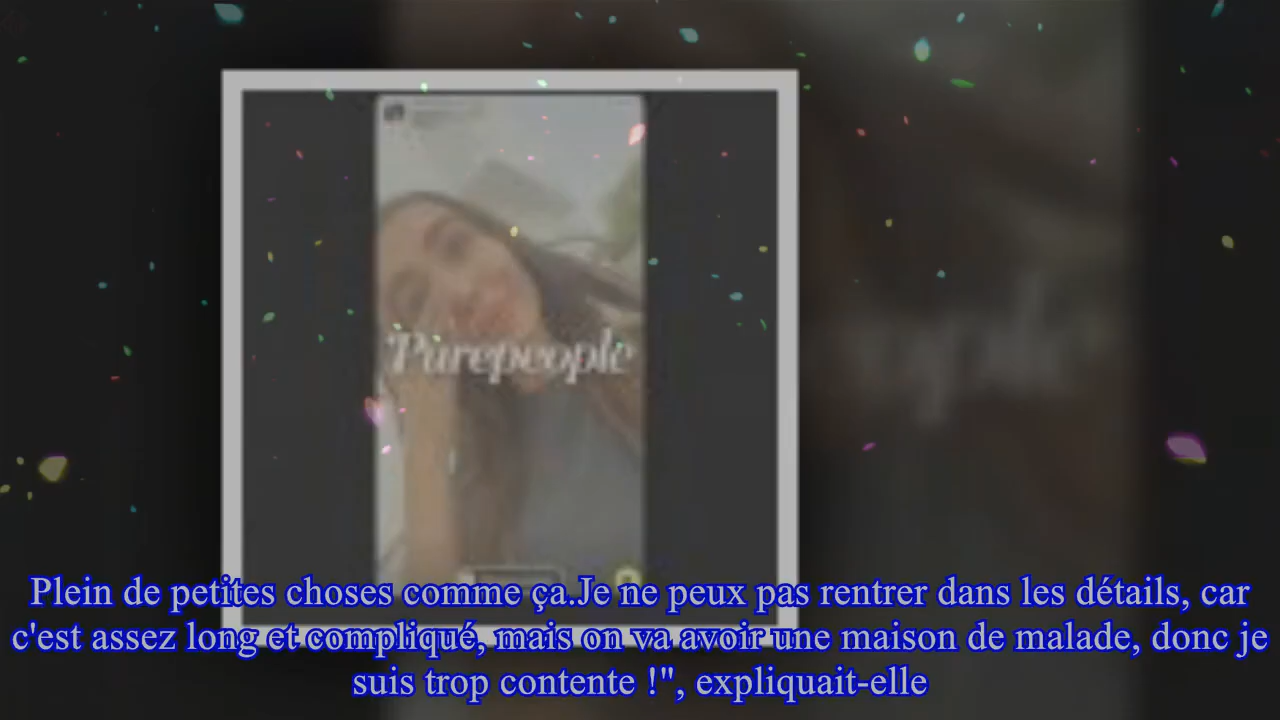 Purepeople
Plein de petites choses comme ça.Je ne peux pas rentrer dans les détails, car
c'est assez long et compliqué, mais on va avoir une maison de malade, donc je
suis trop contente !", expliquait-elle